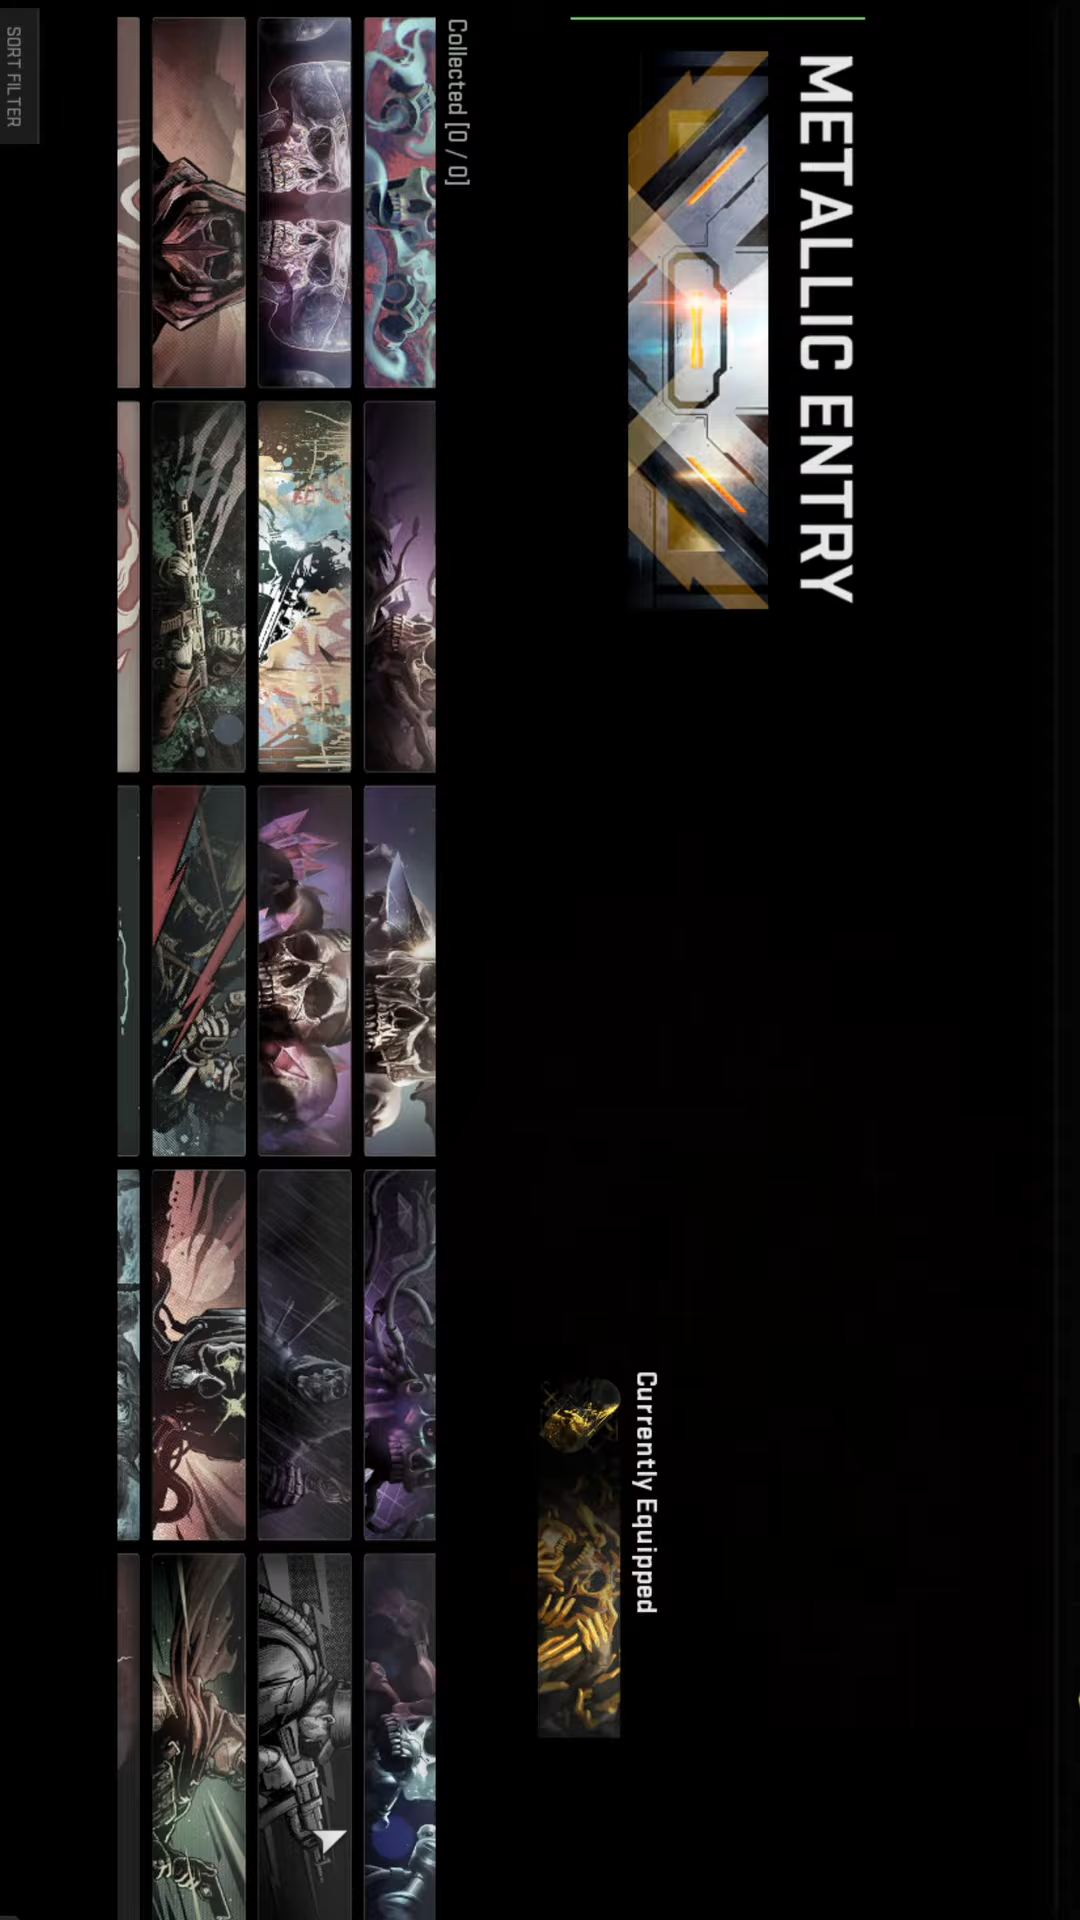 METALLIC ENTRY
Currently Equipped
Collected [0 / 0]
SORT FILTER